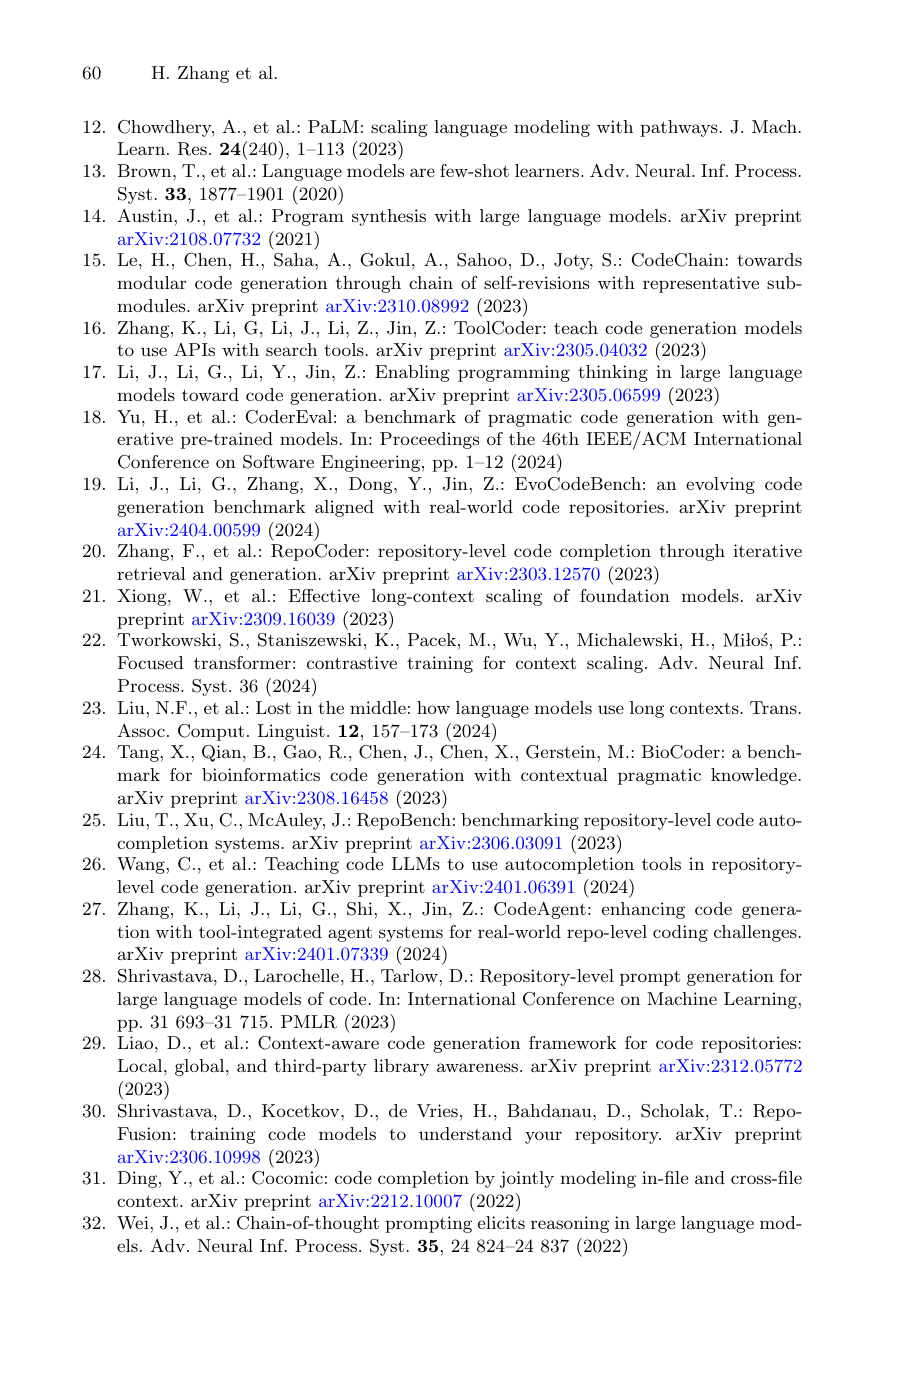 60 H. Zhang et al.
12. Chowdhery, A., et al.: PaLM: scaling language modeling with pathways. J. Mach.
Learn. Res. 24(240), 1–113 (2023)
13. Brown, T., et al.: Language models are few-shot learners. Adv. Neural. Inf. Process.
Syst. 33, 1877–1901 (2020)
14. Austin, J., et al.: Program synthesis with large language models. arXiv preprint
arXiv:2108.07732 (2021)
15. Le, H., Chen, H., Saha, A., Gokul, A., Sahoo, D., Joty, S.: CodeChain: towards
modular code generation through chain of self-revisions with representative sub-
modules. arXiv preprint arXiv:2310.08992 (2023)
16. Zhang, K., Li, G, Li, J., Li, Z., Jin, Z.: ToolCoder: teach code generation models
to use APIs with search tools. arXiv preprint arXiv:2305.04032 (2023)
17. Li, J., Li, G., Li, Y., Jin, Z.: Enabling programming thinking in large language
models toward code generation. arXiv preprint arXiv:2305.06599 (2023)
18. Yu, H., et al.: CoderEval: a benchmark of pragmatic code generation with gen-
erative pre-trained models. In: Proceedings of the 46th IEEE/ACM International
Conference on Software Engineering, pp. 1–12 (2024)
19. Li, J., Li, G., Zhang, X., Dong, Y., Jin, Z.: EvoCodeBench: an evolving code
generation benchmark aligned with real-world code repositories. arXiv preprint
arXiv:2404.00599 (2024)
20. Zhang, F., et al.: RepoCoder: repository-level code completion through iterative
retrieval and generation. arXiv preprint arXiv:2303.12570 (2023)
21. Xiong, W., et al.: Effective long-context scaling of foundation models. arXiv
preprint arXiv:2309.16039 (2023)
22. Tworkowski, S., Staniszewski, K., Pacek, M., Wu, Y., Michalewski, H., Miłoś, P.:
Focused transformer: contrastive training for context scaling. Adv. Neural Inf.
Process. Syst. 36 (2024)
23. Liu, N.F., et al.: Lost in the middle: how language models use long contexts. Trans.
Assoc. Comput. Linguist. 12, 157–173 (2024)
24. Tang, X., Qian, B., Gao, R., Chen, J., Chen, X., Gerstein, M.: BioCoder: a bench-
mark for bioinformatics code generation with contextual pragmatic knowledge.
arXiv preprint arXiv:2308.16458 (2023)
25. Liu, T., Xu, C., McAuley, J.: RepoBench: benchmarking repository-level code auto-
completion systems. arXiv preprint arXiv:2306.03091 (2023)
26. Wang, C., et al.: Teaching code LLMs to use autocompletion tools in repository-
level code generation. arXiv preprint arXiv:2401.06391 (2024)
27. Zhang, K., Li, J., Li, G., Shi, X., Jin, Z.: CodeAgent: enhancing code genera-
tion with tool-integrated agent systems for real-world repo-level coding challenges.
arXiv preprint arXiv:2401.07339 (2024)
28. Shrivastava, D., Larochelle, H., Tarlow, D.: Repository-level prompt generation for
large language models of code. In: International Conference on Machine Learning,
pp. 31 693–31 715. PMLR (2023)
29. Liao, D., et al.: Context-aware code generation framework for code repositories:
Local, global, and third-party library awareness. arXiv preprint arXiv:2312.05772
(2023)
30. Shrivastava, D., Kocetkov, D., de Vries, H., Bahdanau, D., Scholak, T.: Repo-
Fusion: training code models to understand your repository. arXiv preprint
arXiv:2306.10998 (2023)
31. Ding, Y., et al.: Cocomic: code completion by jointly modeling in-file and cross-file
context. arXiv preprint arXiv:2212.10007 (2022)
32. Wei, J., et al.: Chain-of-thought prompting elicits reasoning in large language mod-
els. Adv. Neural Inf. Process. Syst. 35, 24 824–24 837 (2022)